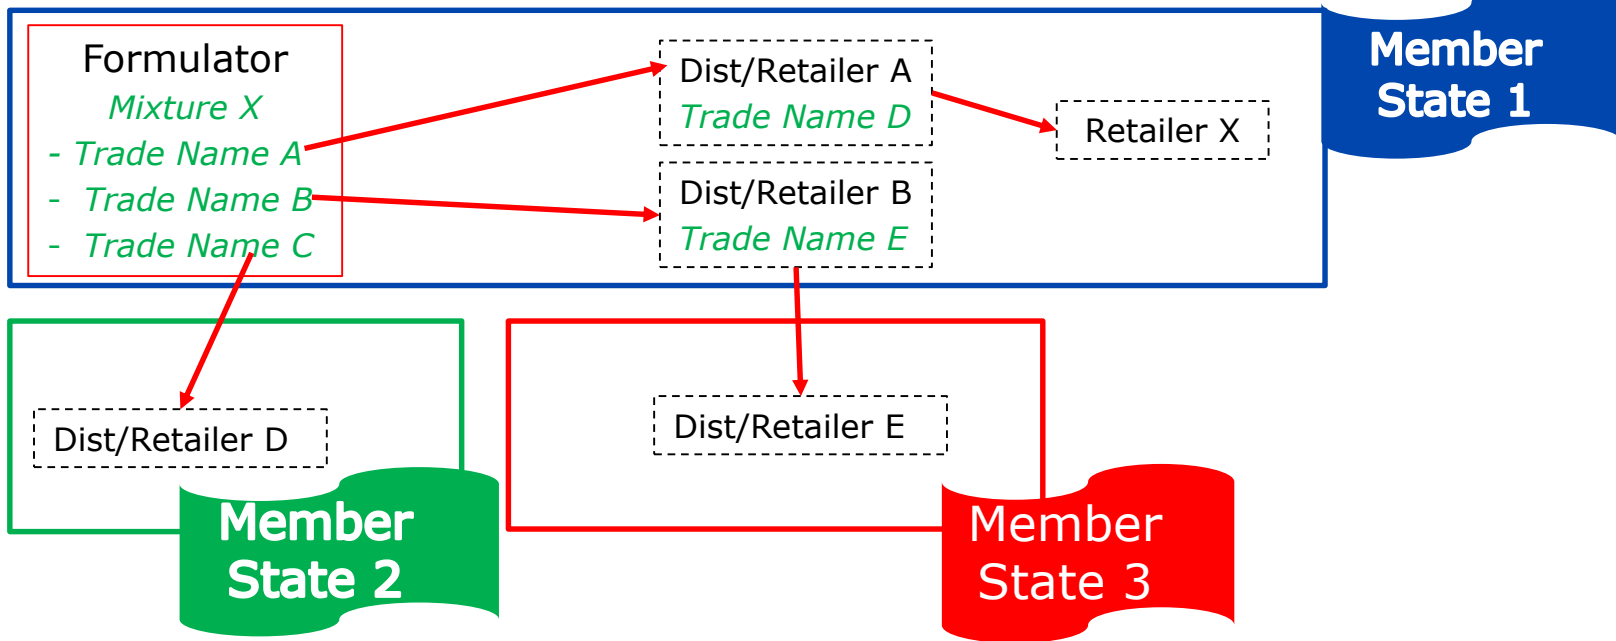 Formulator
Mixture X
- Trade Name A
- Trade Name B
- Trade Name C
Dist/Retailer A
Trade Name D
Dist/Retailer B
Trade Name E
Retailer X
Member
State 1
Dist/Retailer D
Member
State 2
Dist/Retailer E
Member
State 3